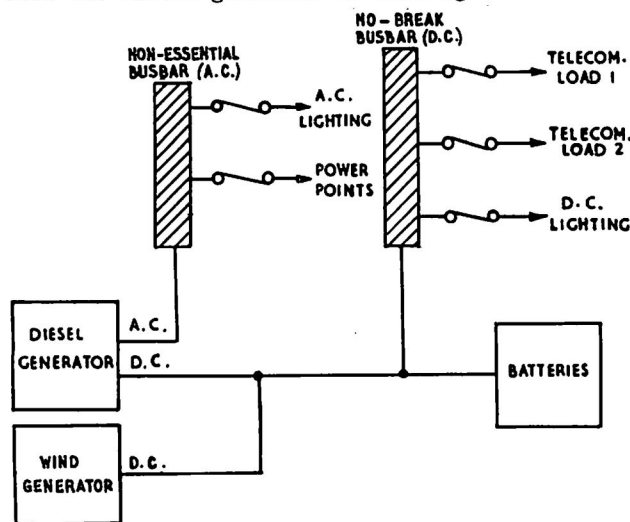 NO-BREAK
BUSBAR (D.C.)
NON-ESSENTIAL
BUSBAR (A.C.)
TELECOM.
LOAD 1
A.C.
LIGHTING
TELECOM.
LOAD 2
POWER
POINTS
D.C.
LIGHTING
DIESEL
GENERATOR
A.C.
D.C.
BATTERIES
WIND
GENERATOR
D.C.